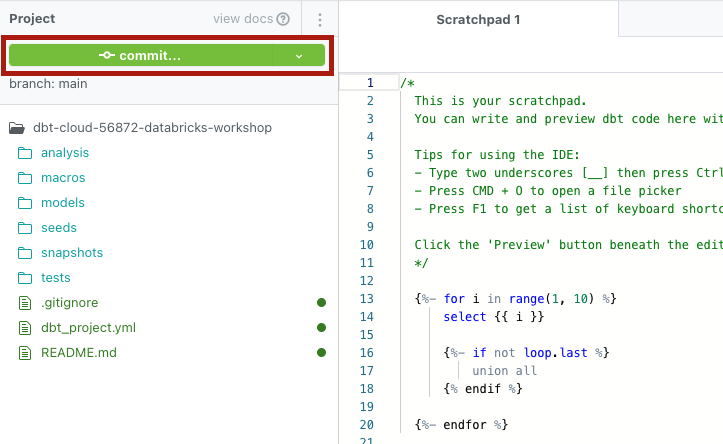 Project
view docs
commit...
branch: main
dbt-cloud-56872-databricks-workshop
analysis
macros
models
seeds
snapshots
tests
.gitignore
dbt_project.yml
README.md
Scratchpad 1
1 /*
2 This is your scratchpad.
3 You can write and preview dbt code here wit
4
5 Tips for using the IDE:
6 - Type two underscores [__] then press Ctrl
7 - Press CMD + O to open a file picker
8 - Press F1 to get a list of keyboard shortc
9
10 Click the 'Preview' button beneath the edit
11 */
12
13 {%- for i in range(1, 10) %}
14 select {{ i }}
15
16 {%- if not loop.last %}
17 union all
18 {% endif %}
19
20 {%- endfor %}
21